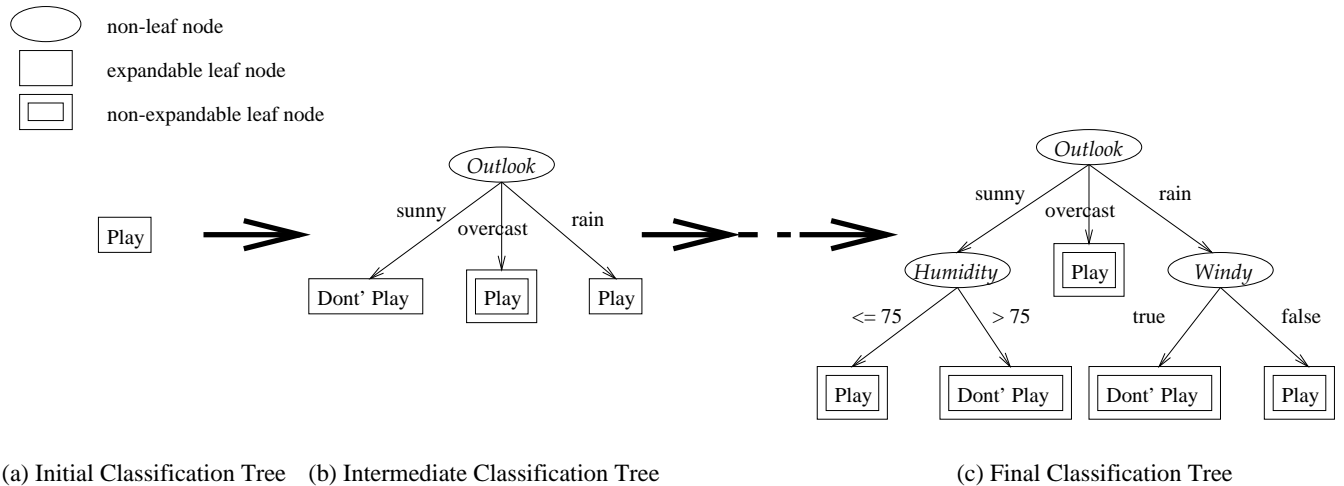 non-leaf node
expandable leaf node
non-expandable leaf node
Play
Outlook
sunny
overcast
rain
Dont' Play
Play
Play
Outlook
sunny
overcast
rain
Humidity
Play
Windy
<= 75
> 75
true
false
Play
Dont' Play
Dont' Play
Play
(a) Initial Classification Tree
(b) Intermediate Classification Tree
(c) Final Classification Tree